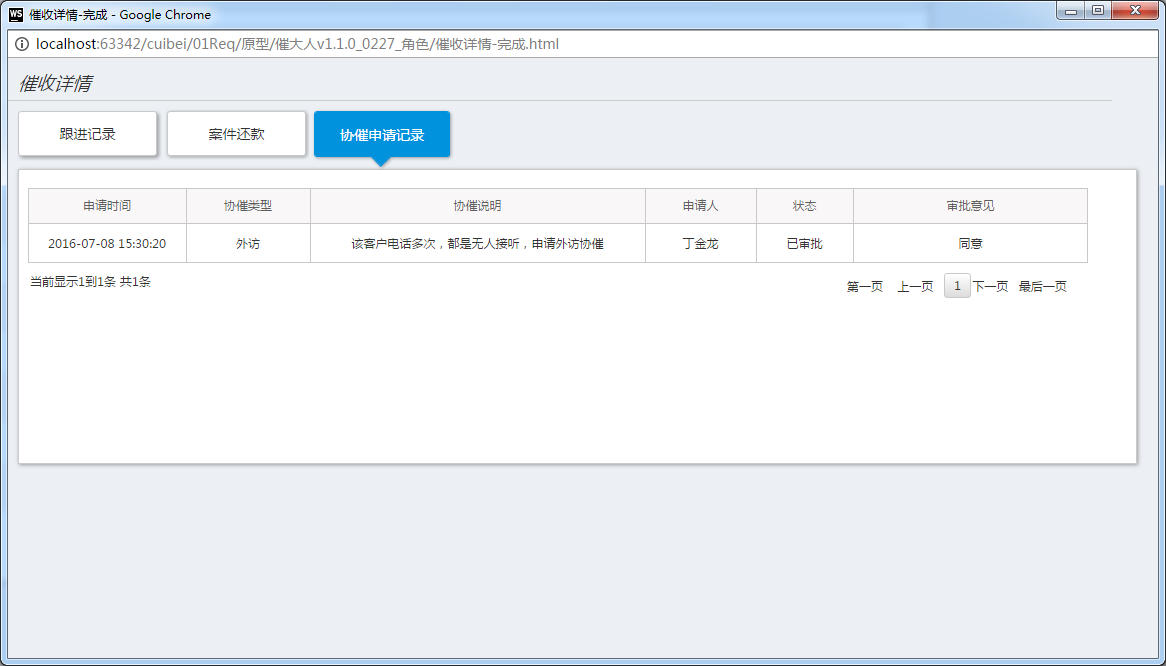 WS 催收详情-完成 - Google Chrome
localhost:63342/cuibei/01Req/原型/催大人v1.1.0_0227_角色/催收详情-完成.html
催收详情
跟进记录 案件还款 协催申请记录
申请时间 协催类型 协催说明 申请人 状态 审批意见
2016-07-08 15:30:20 外访 该客户电话多次，都是无人接听，申请外访协催 丁金龙 已审批 同意
当前显示1到1条 共1条
第一页 上一页 1 下一页 最后一页